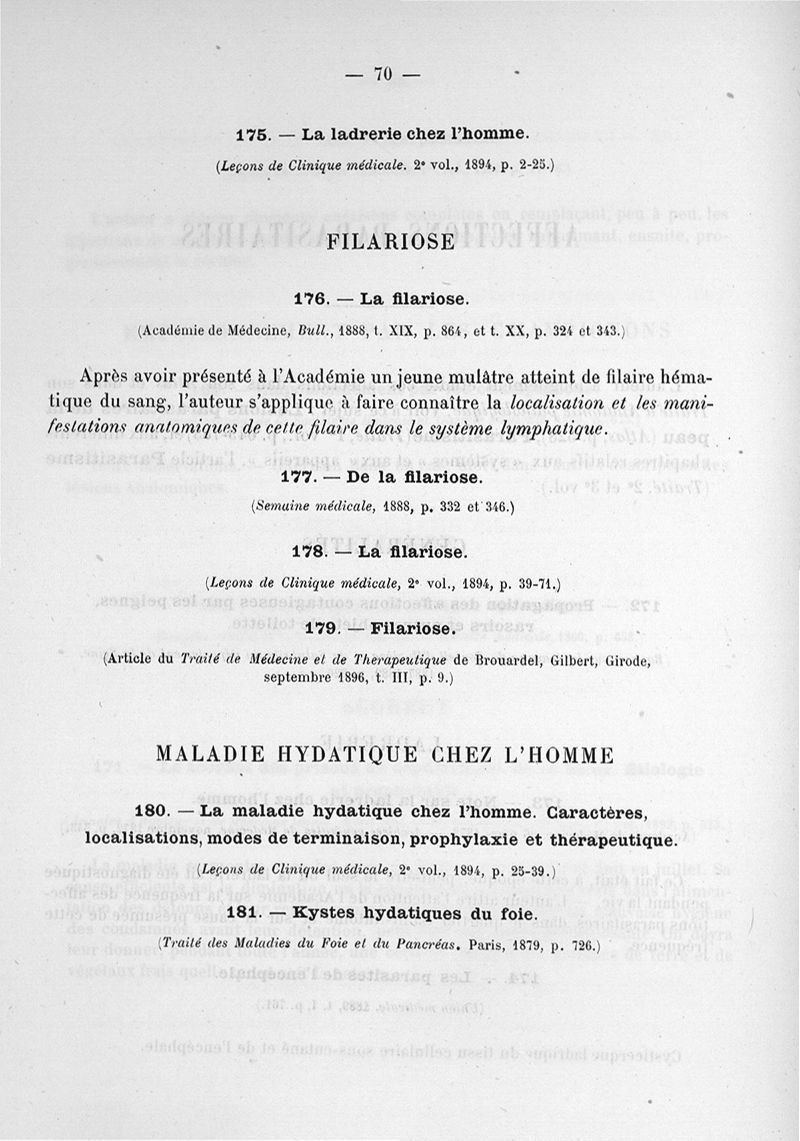 — 70 —
175. — La ladrerie chez l'homme.
(Leçons de Clinique médicale. 2e vol., 1894, p. 2-25.)
FILARIOSE
176. — La filariose.
(Académie de Médecine, Bull., 1888, t. XIX, p. 864, et t. XX, p. 324 et 343.)
Après avoir présenté à l'Académie un jeune mulâtre atteint de filaire héma-
tique du sang, l'auteur s'applique à faire connaître la localisation et les mani-
festations anatomiques de cette filaire dans le système lymphatique.
177. — De la filariose.
(Semaine médicale, 1888, p. 332 et 346.)
178. — La filariose.
(Leçons de Clinique médicale, 2e vol., 1894, p. 39-71.)
179. — Filariose.
(Article du Traité de Médecine et de Therapeutique de Brouardel, Gilbert, Girode,
septembre 1896, t. III, p. 9.)
MALADIE HYDATIQUE CHEZ L'HOMME
180. — La maladie hydatique chez l'homme. Caractères,
localisations, modes de terminaison, prophylaxie et thérapeutique.
(Leçons de Clinique médicale, 2e vol., 1894, p. 25-39.)
181. — Kystes hydatiques du foie.
(Traité des Maladies du Foie et du Pancréas. Paris, 1879, p. 726.)